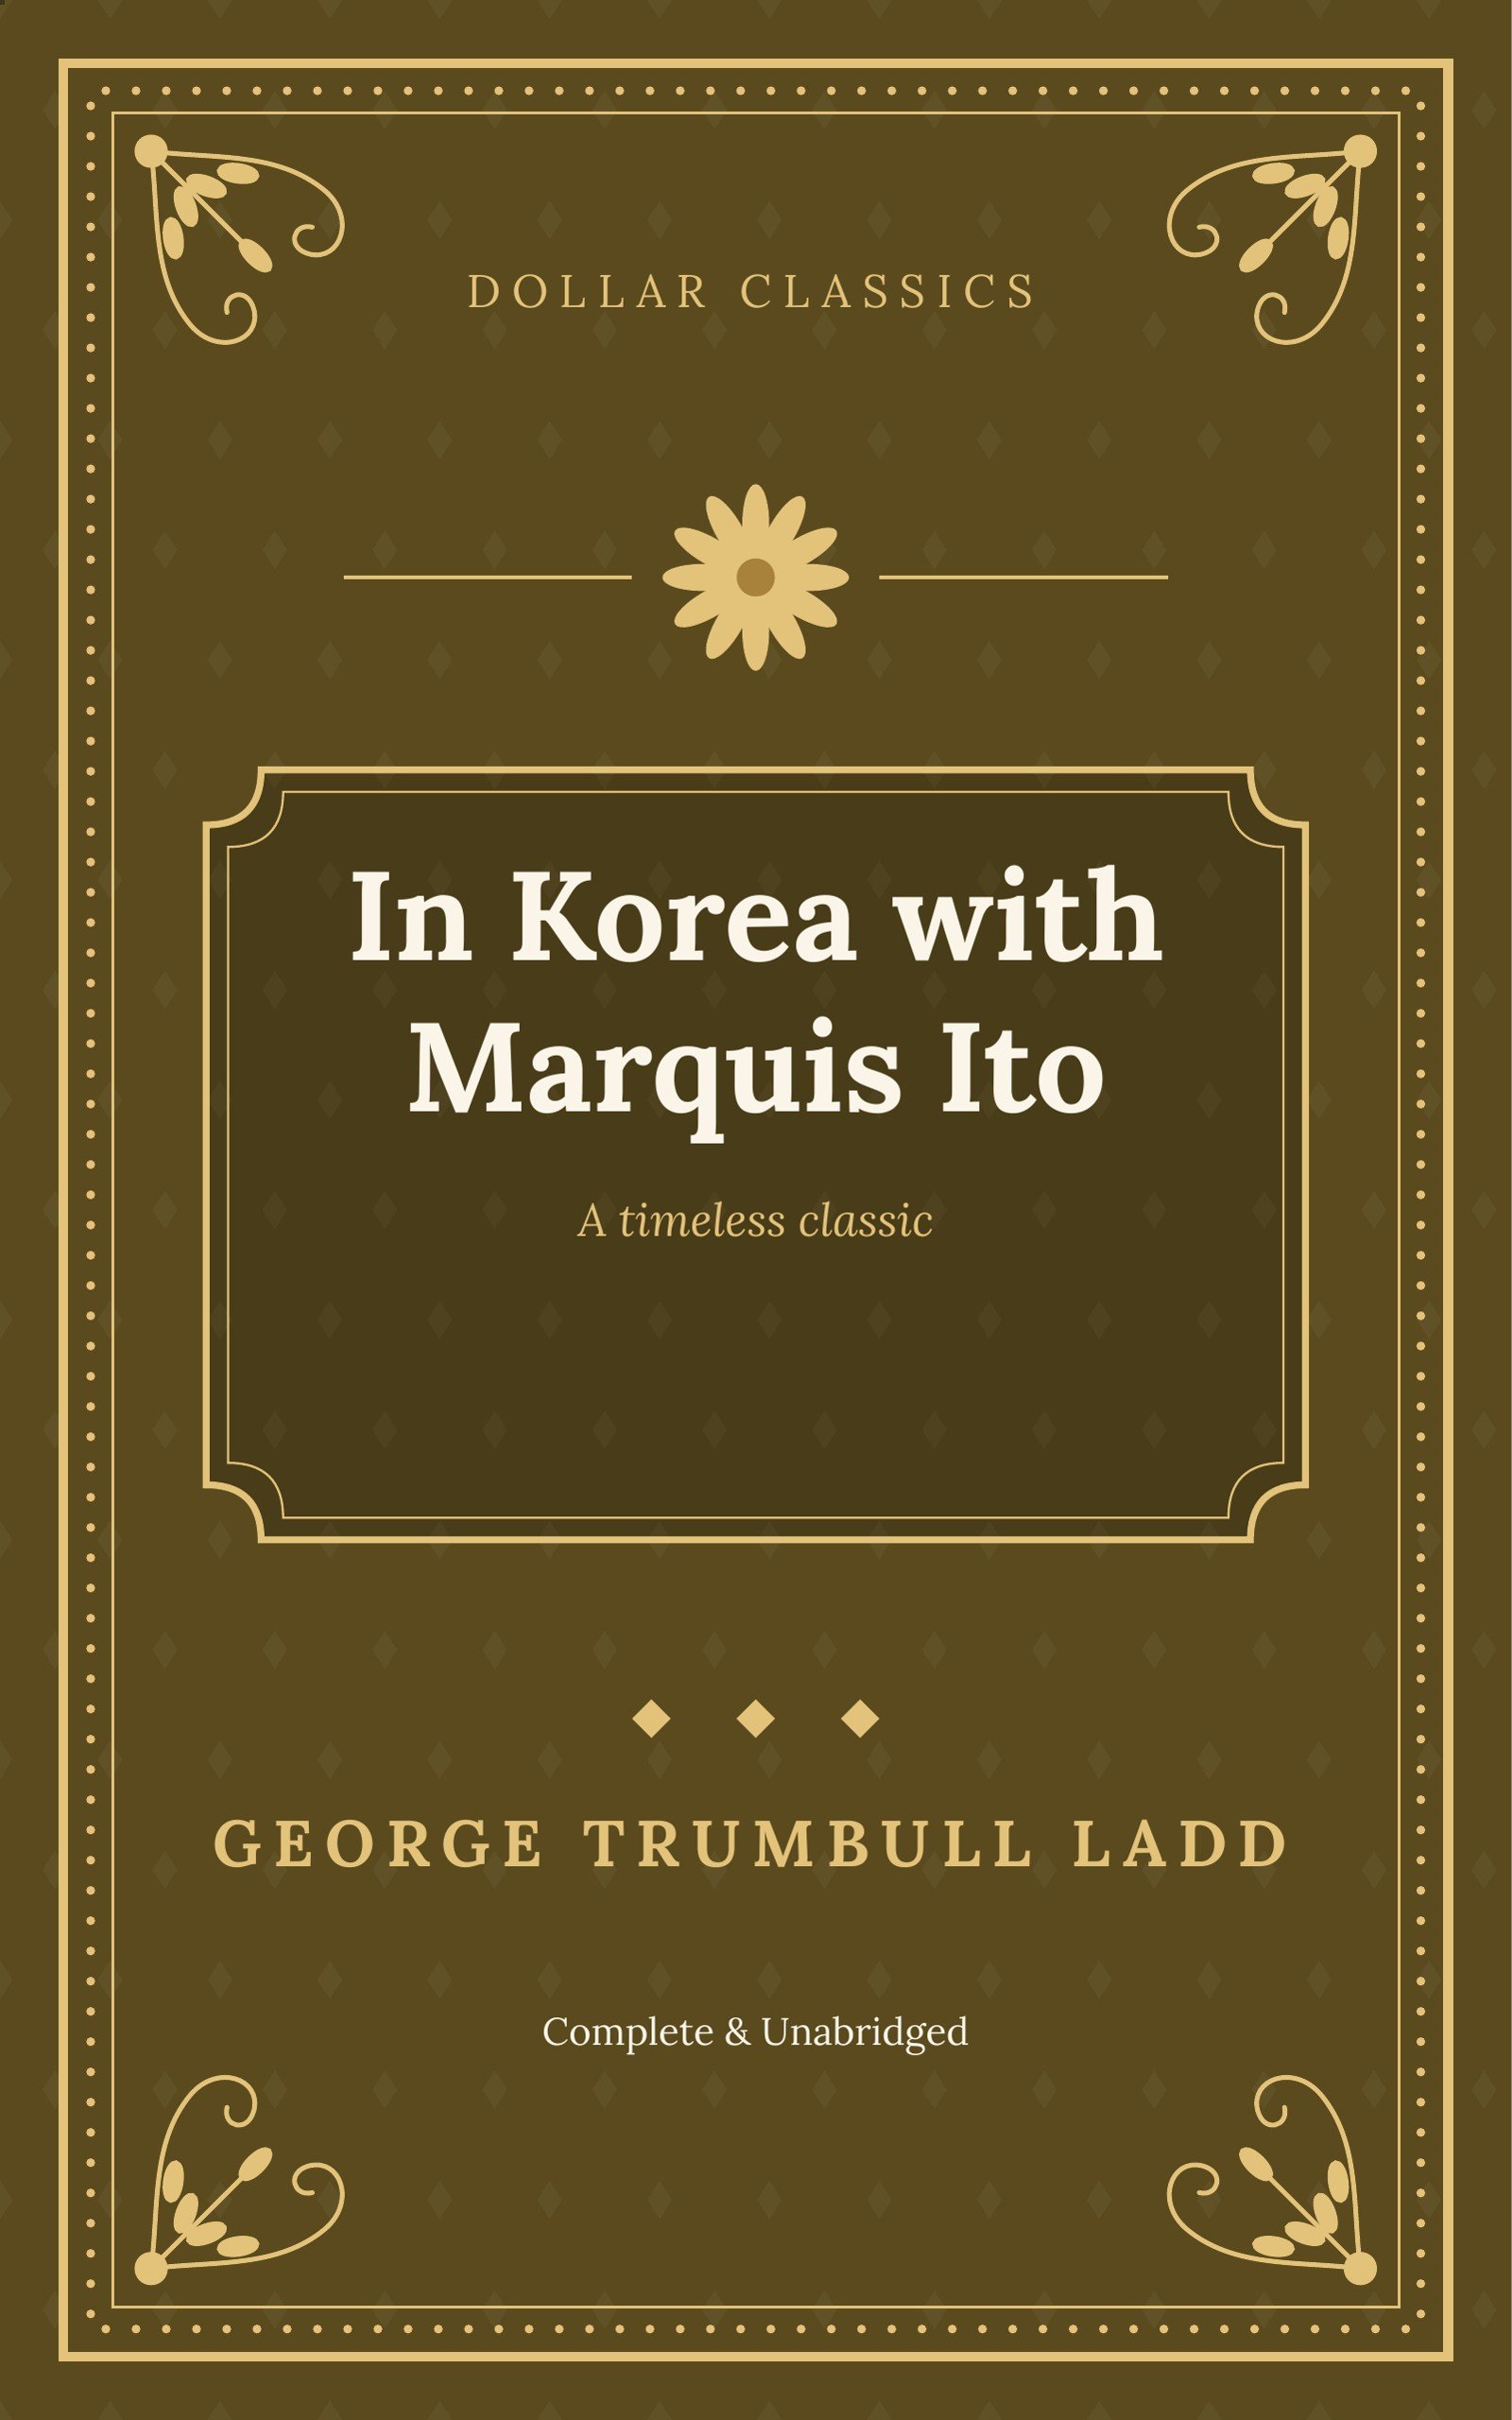 DOLLAR CLASSICS
In Korea with
Marquis Ito
A timeless classic
GEORGE TRUMBULL LADD
Complete & Unabridged